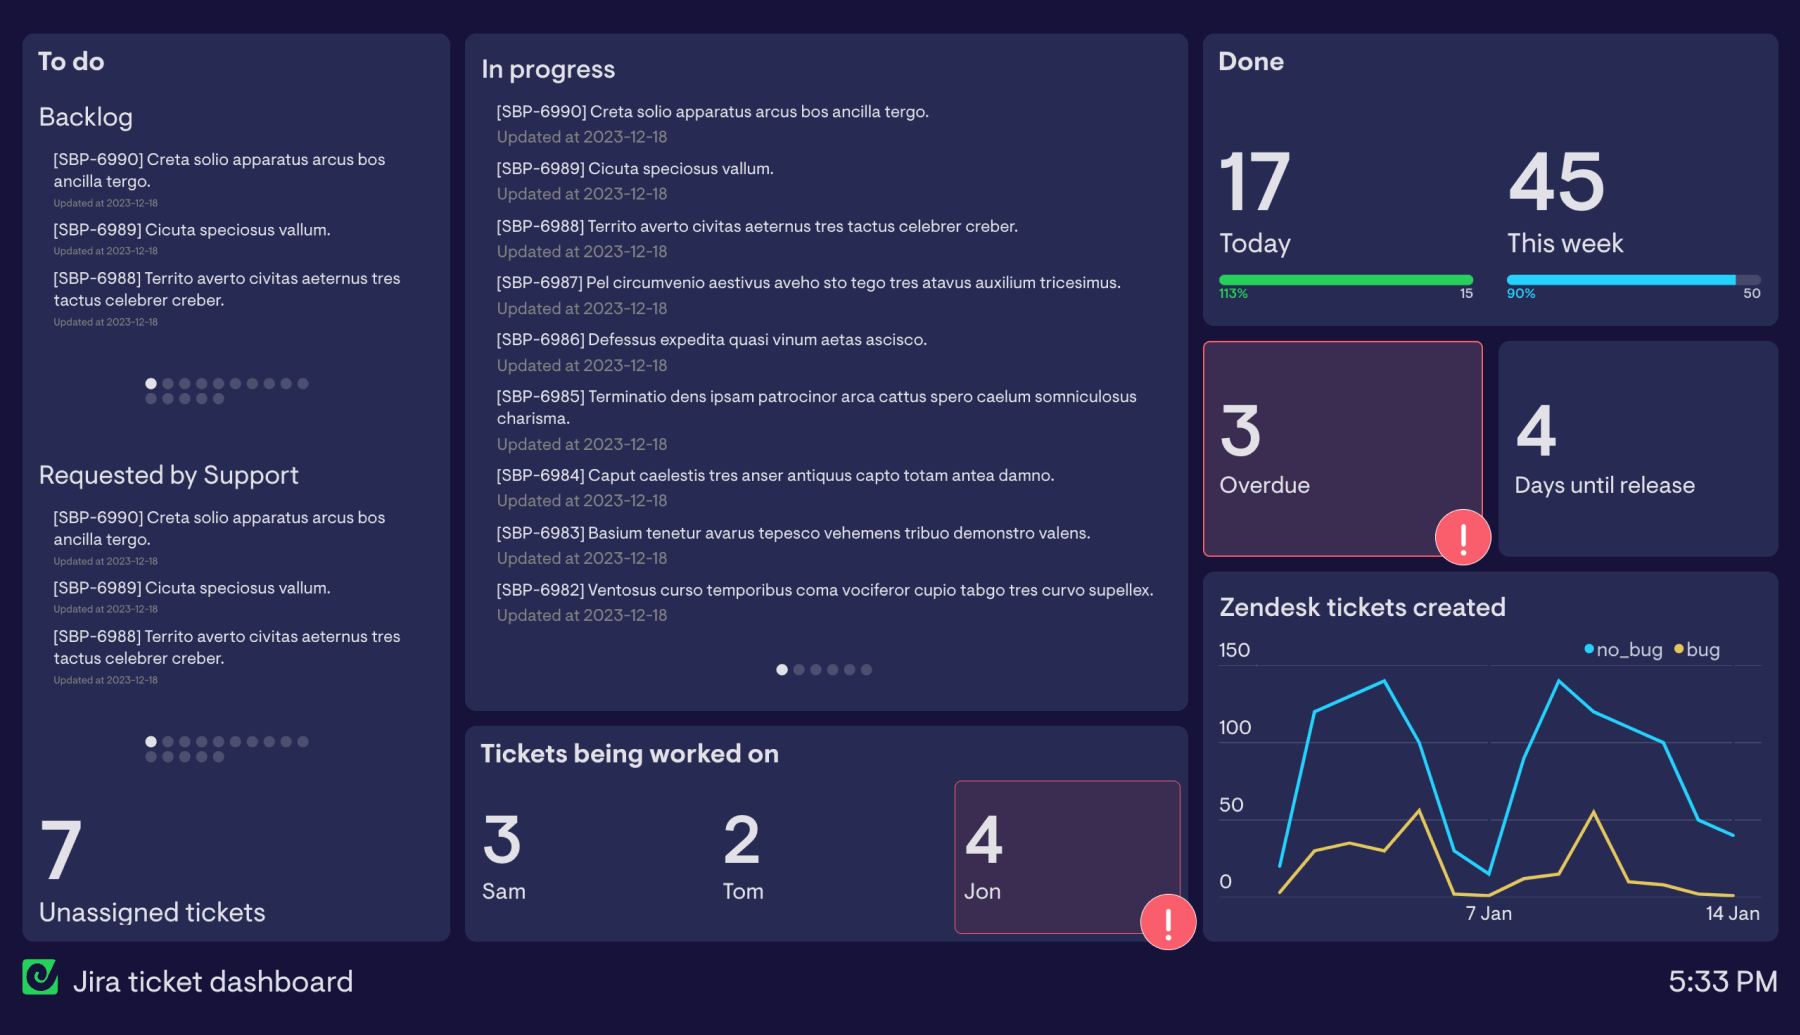 To do
Backlog
[SBP-6990] Creta solio apparatus arcus bos
ancilla tergo.
Updated at 2023-12-18
[SBP-6989] Cicuta speciosus vallum.
Updated at 2023-12-18
[SBP-6988] Territo averto civitas aeternus tres
tactus celebrer creber.
Updated at 2023-12-18
Requested by Support
[SBP-6990] Creta solio apparatus arcus bos
ancilla tergo.
Updated at 2023-12-18
[SBP-6989] Cicuta speciosus vallum.
Updated at 2023-12-18
[SBP-6988] Territo averto civitas aeternus tres
tactus celebrer creber.
Updated at 2023-12-18
7
Unassigned tickets
In progress
[SBP-6990] Creta solio apparatus arcus bos ancilla tergo.
Updated at 2023-12-18
[SBP-6989] Cicuta speciosus vallum.
Updated at 2023-12-18
[SBP-6988] Territo averto civitas aeternus tres tactus celebrer creber.
Updated at 2023-12-18
[SBP-6987] Pel circumvenio aestivus aveho sto tego tres atavus auxilium tricesimus.
Updated at 2023-12-18
[SBP-6986] Defessus expedita quasi vinum aetas ascisco.
Updated at 2023-12-18
[SBP-6985] Terminatio dens ipsam patrocinor arca cattus spero caelum somniculosus
charisma.
Updated at 2023-12-18
[SBP-6984] Caput caelestis tres anser antiquus capto totam antea damno.
Updated at 2023-12-18
[SBP-6983] Basium tenetur avarus tepesco vehemens tribuo demonstro valens.
Updated at 2023-12-18
[SBP-6982] Ventosus curso temporibus coma vociferor cupio tabgo tres curvo supellex.
Updated at 2023-12-18
Tickets being worked on
3
Sam
2
Tom
4
Jon
!
Done
17
Today
113% 15
45
This week
90% 50
3
Overdue
!
4
Days until release
Zendesk tickets created
no_bug bug
150
100
50
0
7 Jan 14 Jan
Jira ticket dashboard
5:33 PM